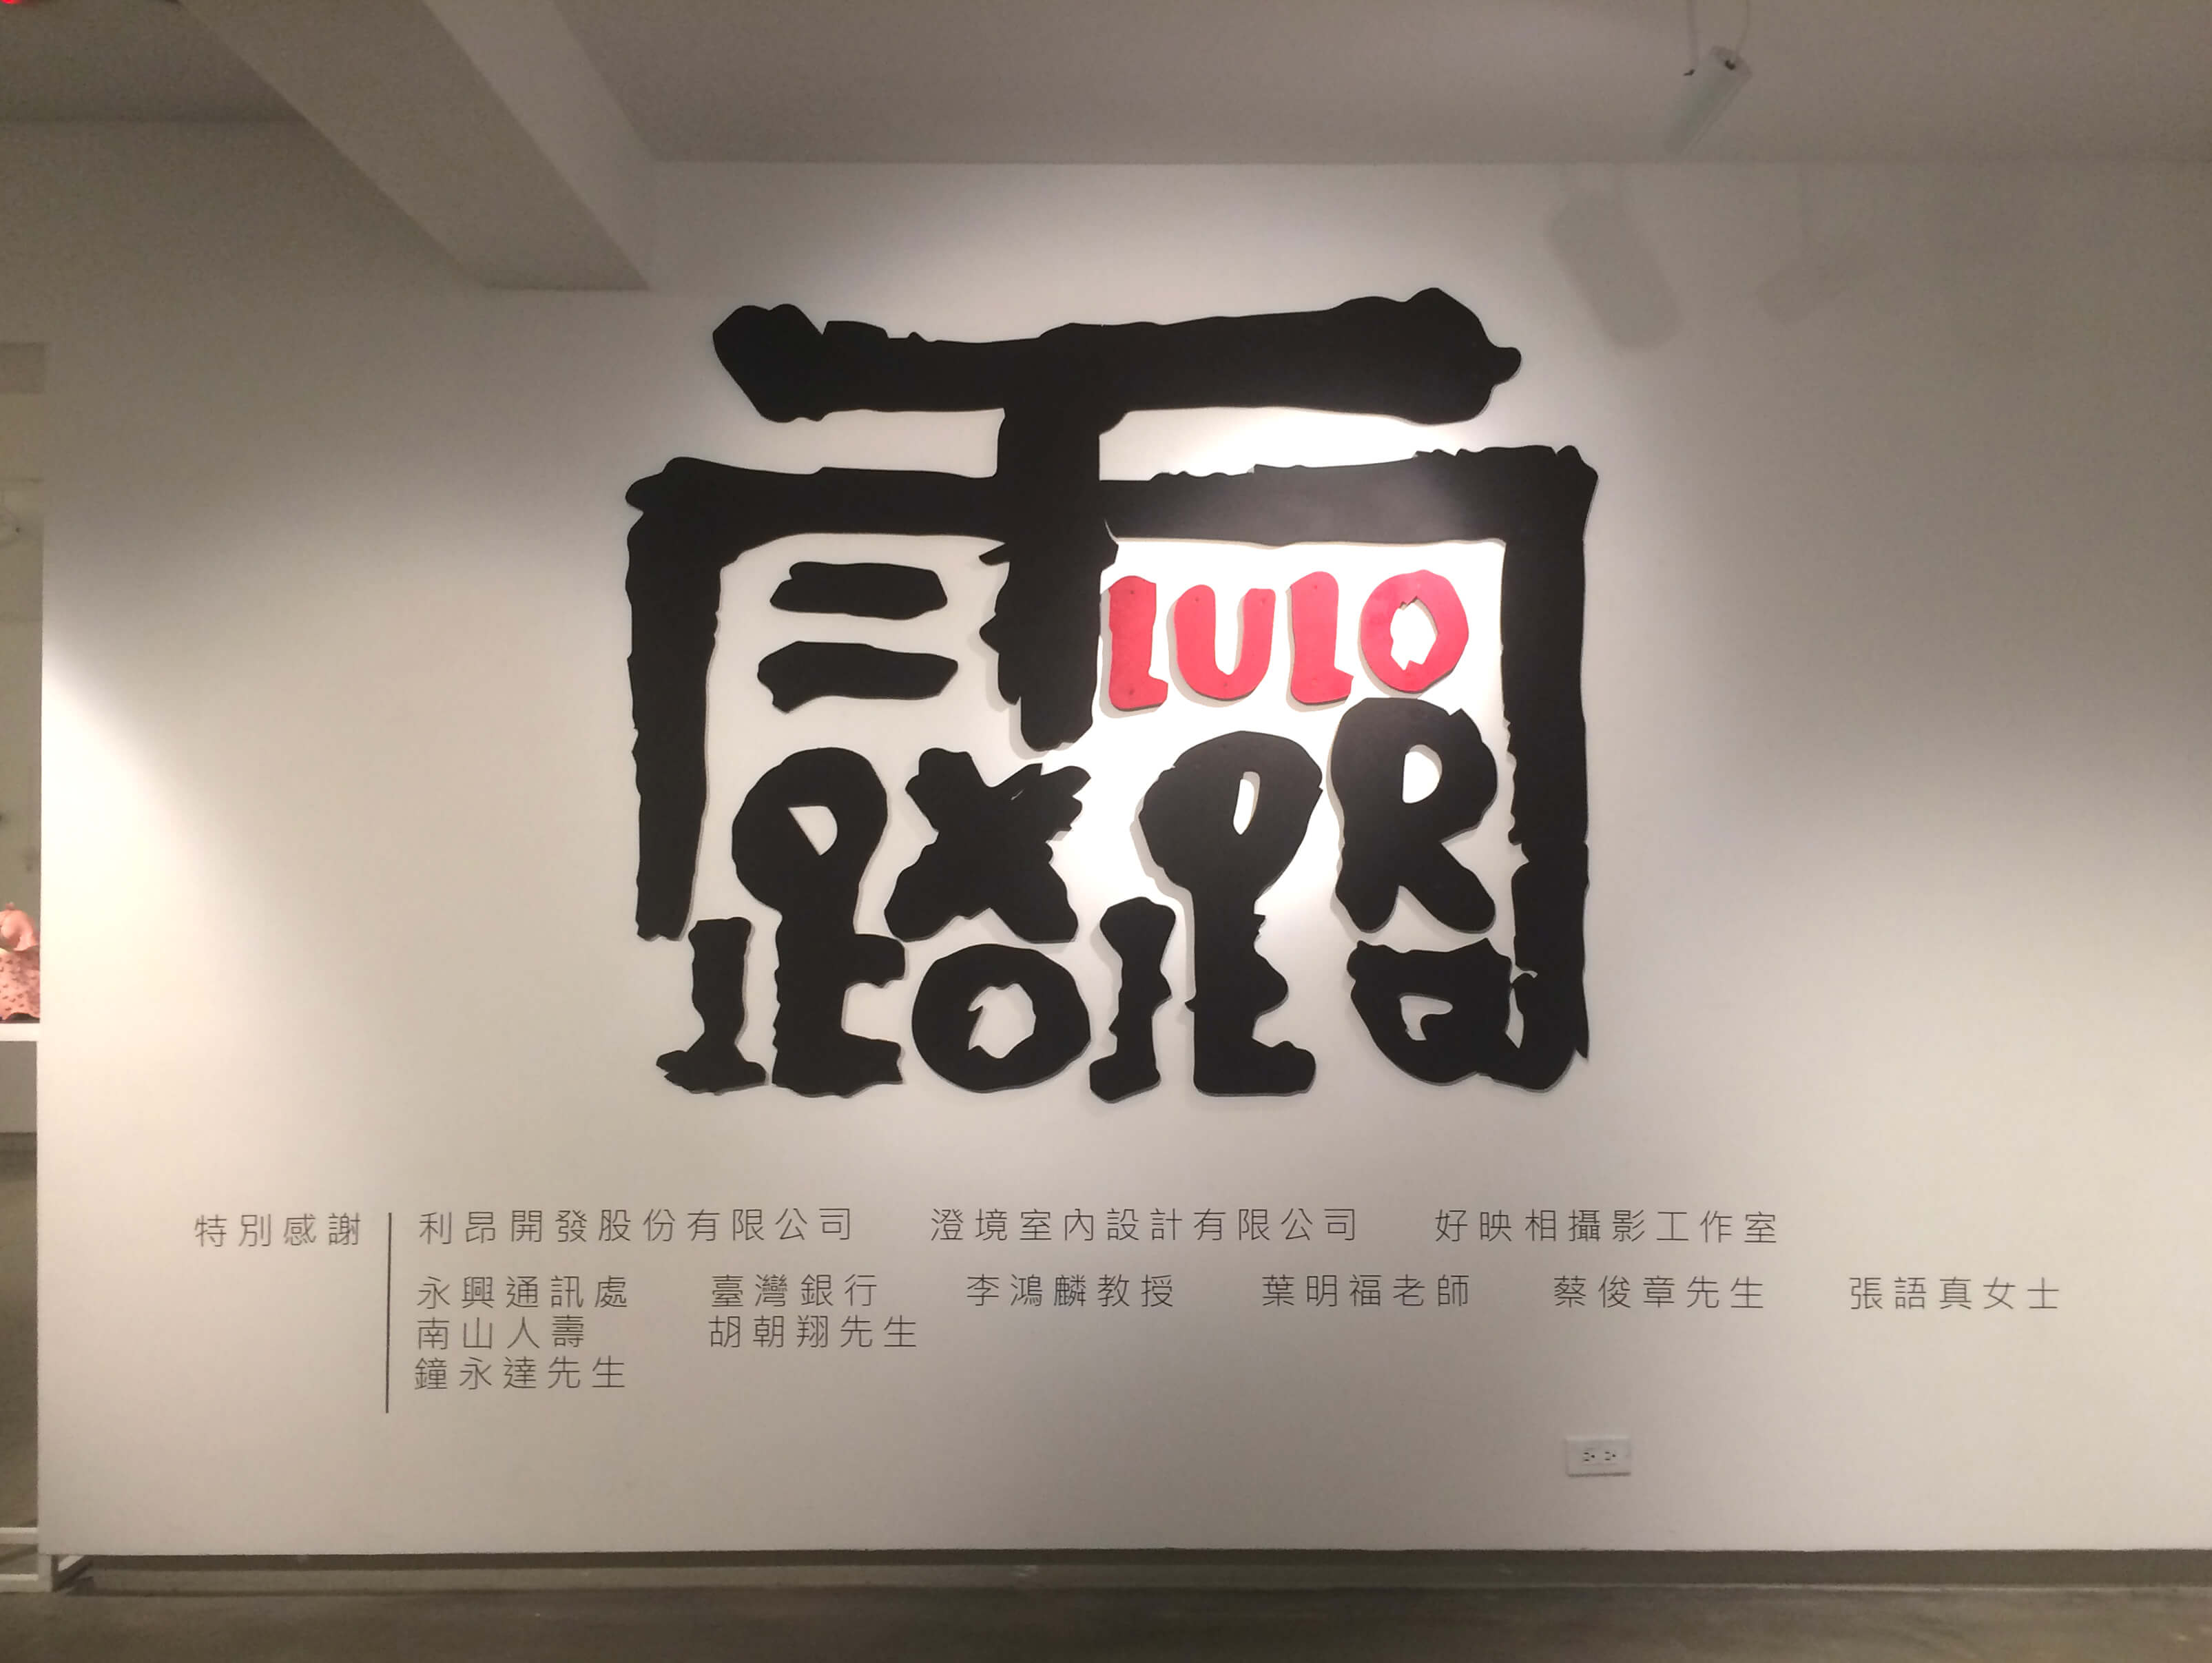 LULO
特別感謝
利昂開發股份有限公司 澄境室內設計有限公司 好映相攝影工作室
永興通訊處 臺灣銀行 李鴻麟教授 葉明福老師 蔡俊章先生 張語真女士
南山人壽 胡朝翔先生
鐘永達先生